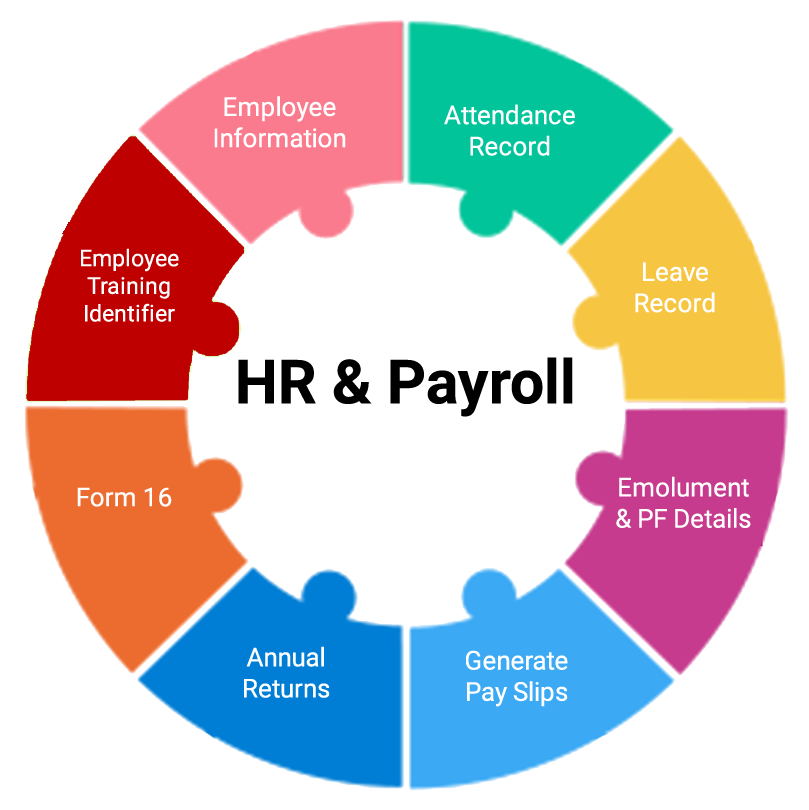 Employee
Information
Attendance
Record
Leave
Record
Emolument
& PF Details
Generate
Pay Slips
Annual
Returns
Form 16
Employee
Training
Identifier
HR & Payroll